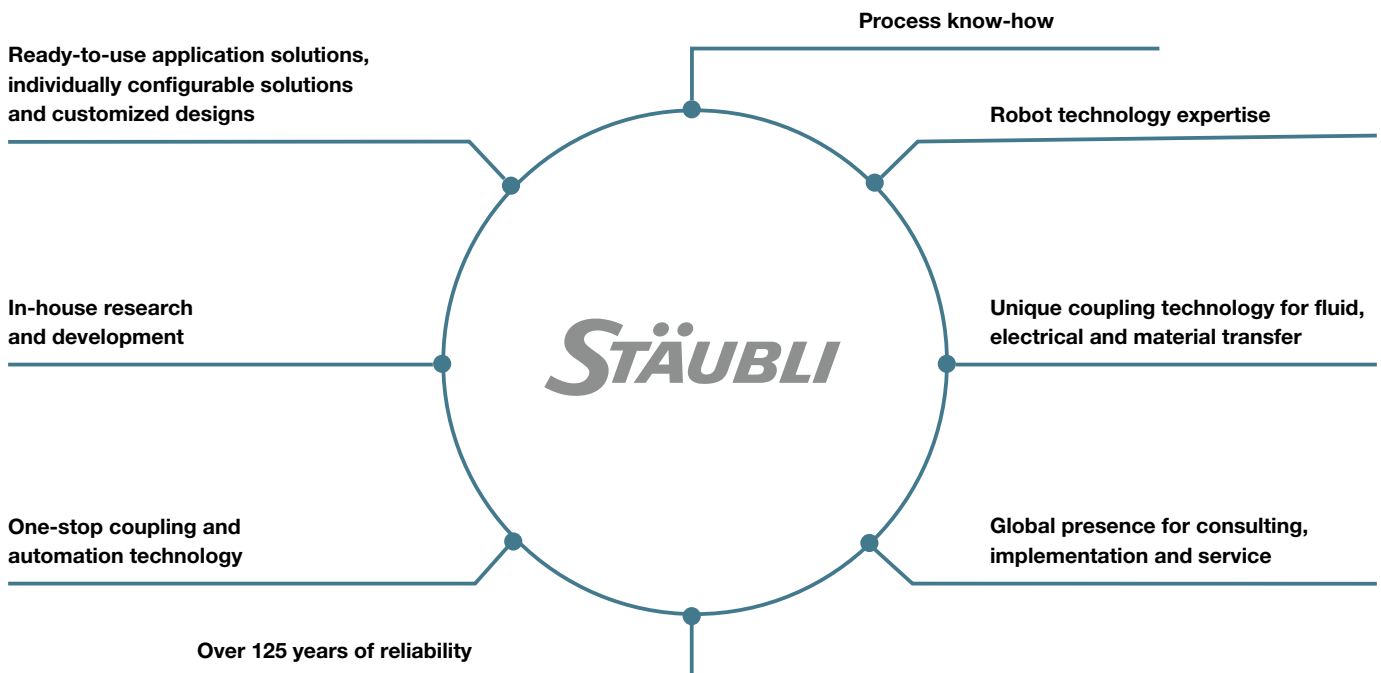 Process know-how
Ready-to-use application solutions,
individually configurable solutions
and customized designs
Robot technology expertise
In-house research
and development
Unique coupling technology for fluid,
electrical and material transfer
STÄUBLI
One-stop coupling and
automation technology
Global presence for consulting,
implementation and service
Over 125 years of reliability